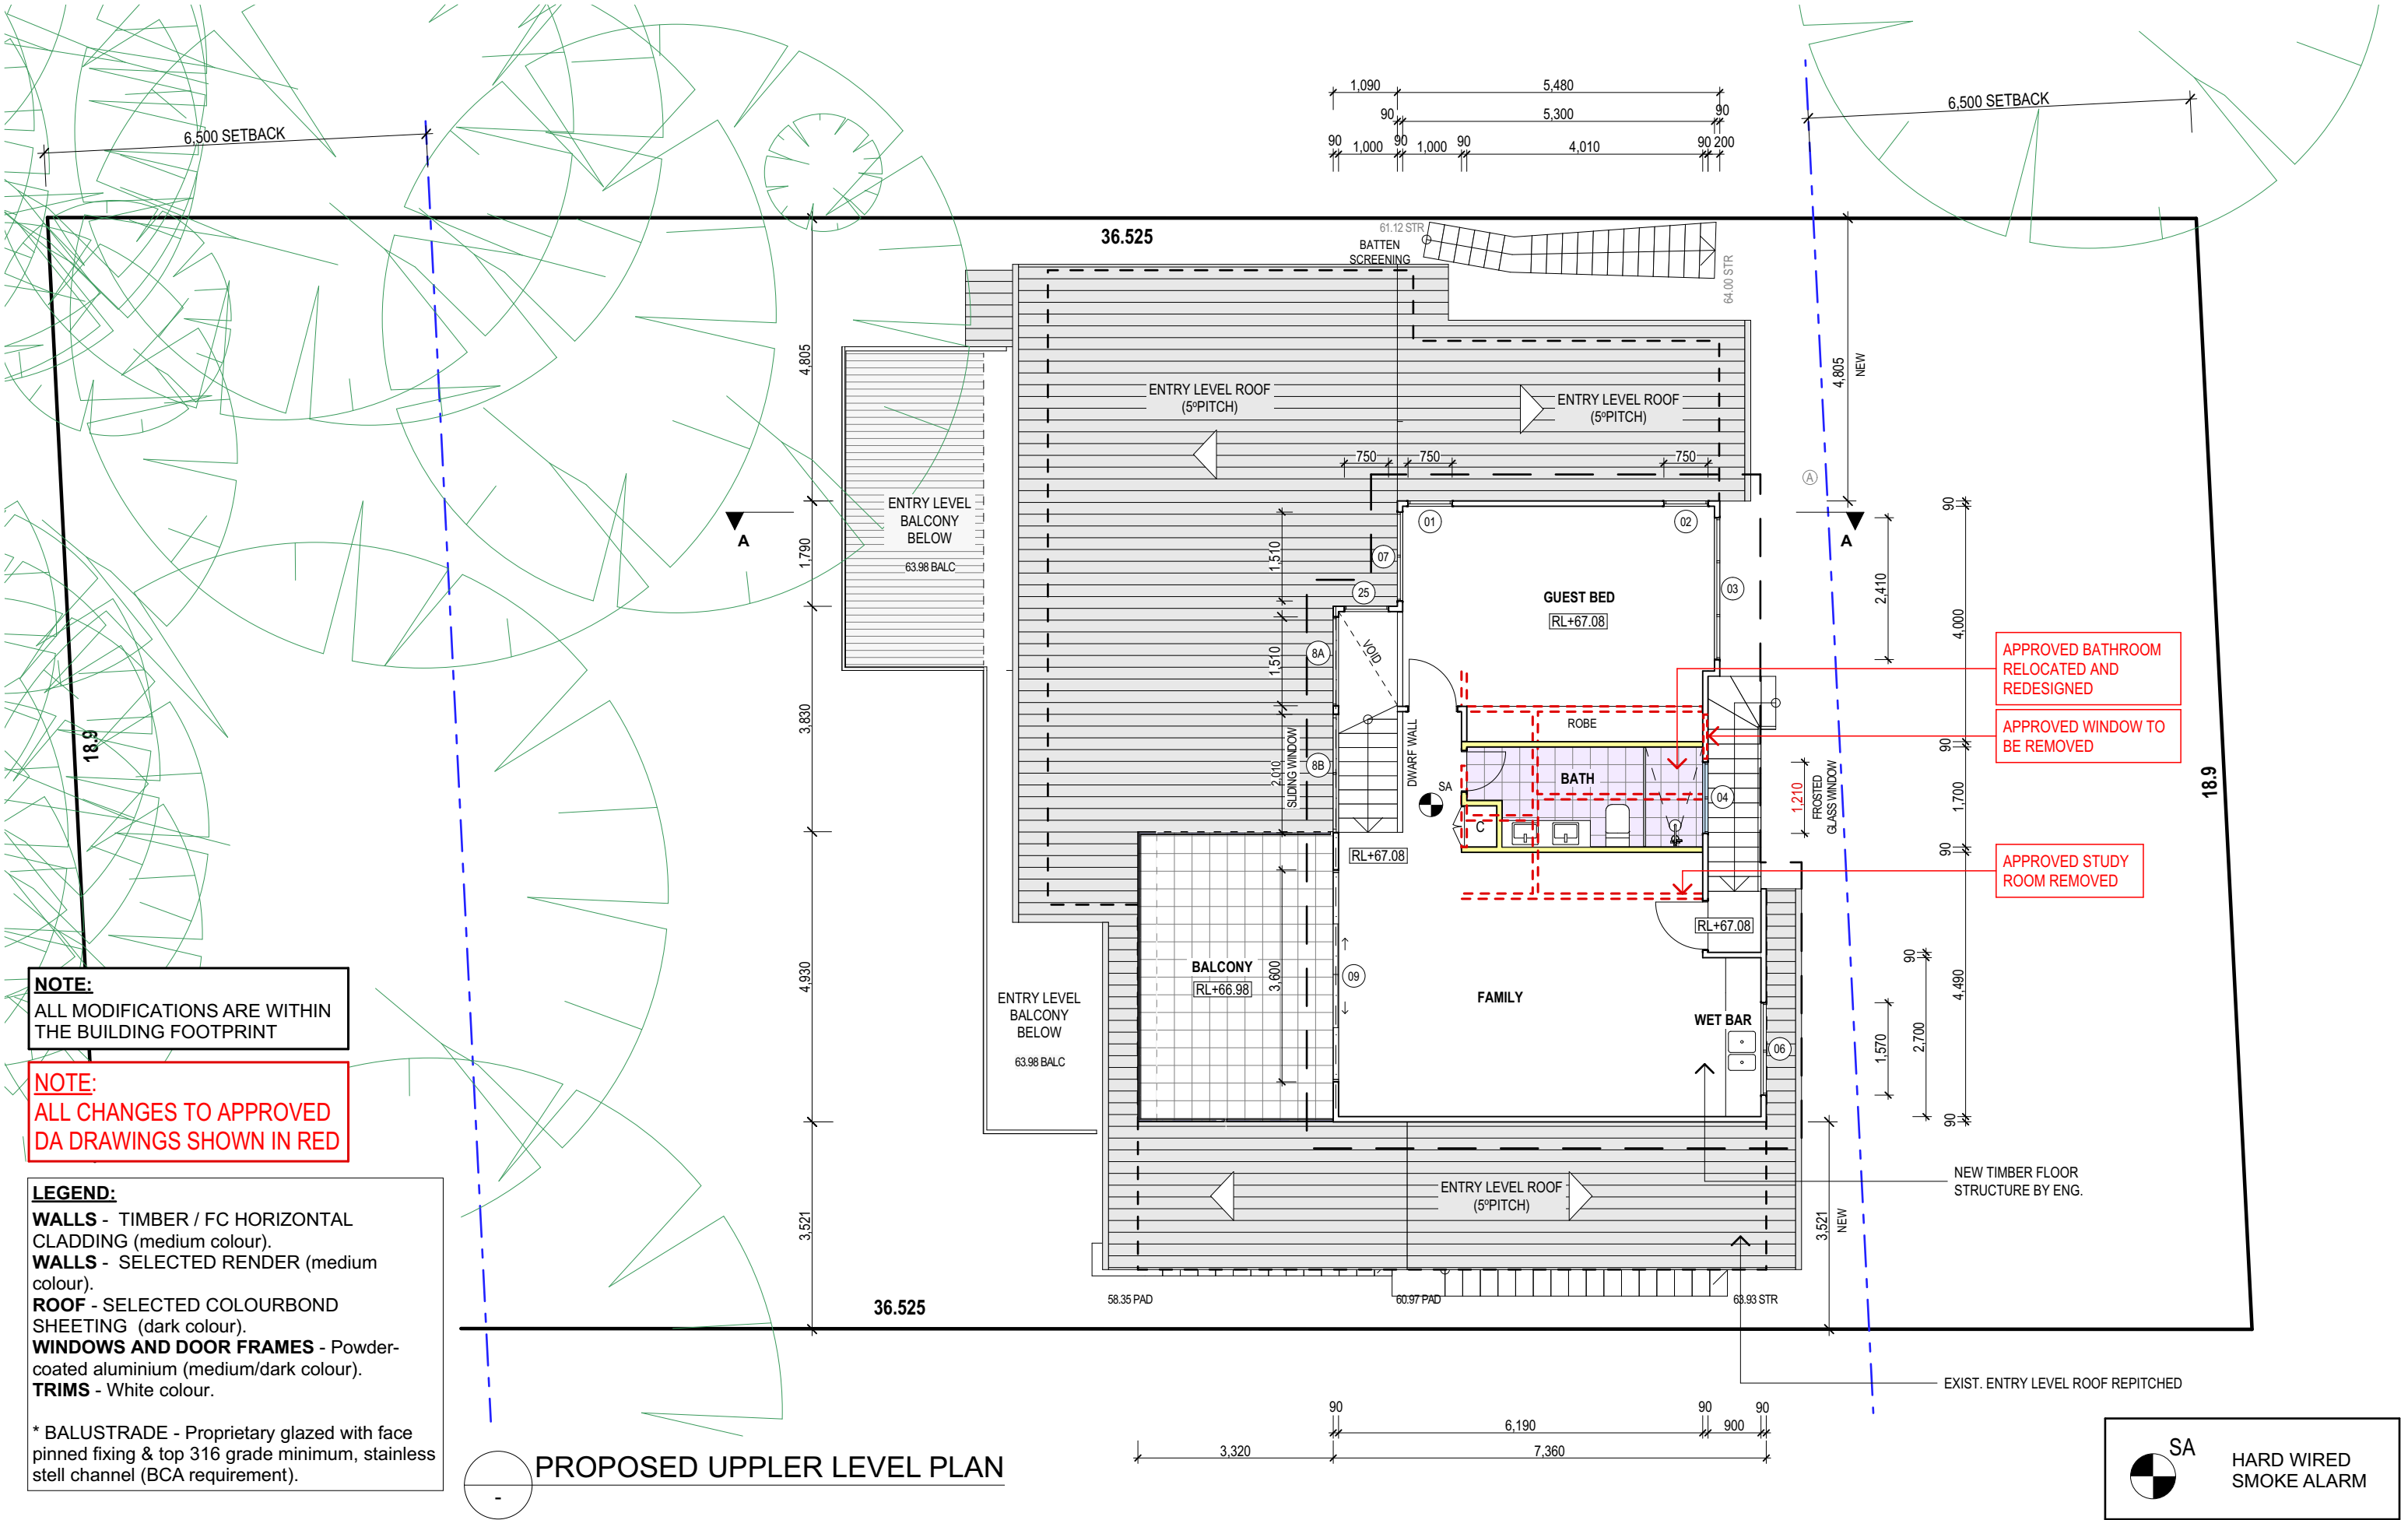 6,500 SETBACK
1,090
5,480
90
5,300
90
90
1,000
90
1,000
90
4,010
90
200
6,500 SETBACK
36.525
61.12 STR
BATTEN
SCREENING
64.00 STR
4,805
4,805
NEW
ENTRY LEVEL ROOF
(5ºPITCH)
ENTRY LEVEL ROOF
(5ºPITCH)
750
750
750
A
ENTRY LEVEL
BALCONY
BELOW
63.98 BALC
A
A
01
02
07
03
25
1,790
1,510
GUEST BED
RL+67.08
2,410
90
4,000
VOID
8A
1,510
APPROVED BATHROOM
RELOCATED AND
REDESIGNED
3,830
18.9
18.9
ROBE
APPROVED WINDOW TO
BE REMOVED
2,010
SLIDING WINDOW
8B
DWARF WALL
SA
BATH
04
1,210
FROSTED
GLASS WINDOW
90
1,700
90
C
RL+67.08
APPROVED STUDY
ROOM REMOVED
RL+67.08
4,930
BALCONY
RL+66.98
3,600
09
FAMILY
WET BAR
06
1,570
2,700
90
4,490
90
ENTRY LEVEL
BALCONY
BELOW
63.98 BALC
NOTE:
ALL MODIFICATIONS ARE WITHIN
THE BUILDING FOOTPRINT
NOTE:
ALL CHANGES TO APPROVED
DA DRAWINGS SHOWN IN RED
LEGEND:
WALLS - TIMBER / FC HORIZONTAL
CLADDING (medium colour).
WALLS - SELECTED RENDER (medium
colour).
ROOF - SELECTED COLOURBOND
SHEETING (dark colour).
WINDOWS AND DOOR FRAMES - Powder-
coated aluminium (medium/dark colour).
TRIMS - White colour.
* BALUSTRADE - Proprietary glazed with face
pinned fixing & top 316 grade minimum, stainless
stell channel (BCA requirement).
3,521
ENTRY LEVEL ROOF
(5ºPITCH)
3,521
NEW
NEW TIMBER FLOOR
STRUCTURE BY ENG.
58.35 PAD
60.97 PAD
63.93 STR
36.525
EXIST. ENTRY LEVEL ROOF REPITCHED
90
6,190
90
900
90
3,320
7,360
PROPOSED UPPLER LEVEL PLAN
-
SA
HARD WIRED
SMOKE ALARM